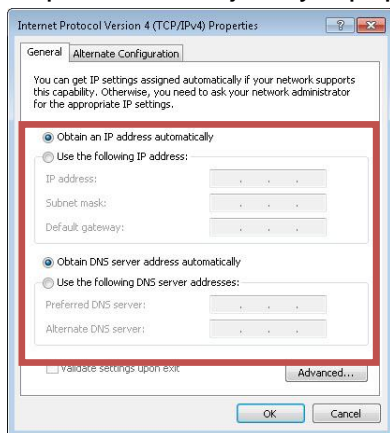 Internet Protocol Version 4 (TCP/IPv4) Properties
General Alternate Configuration
You can get IP settings assigned automatically if your network supports
this capability. Otherwise, you need to ask your network administrator
for the appropriate IP settings.
Obtain an IP address automatically
Use the following IP address:
IP address:
Subnet mask:
Default gateway:
Obtain DNS server address automatically
Use the following DNS server addresses:
Preferred DNS server:
Alternate DNS server:
Validate settings upon exit
Advanced...
OK Cancel